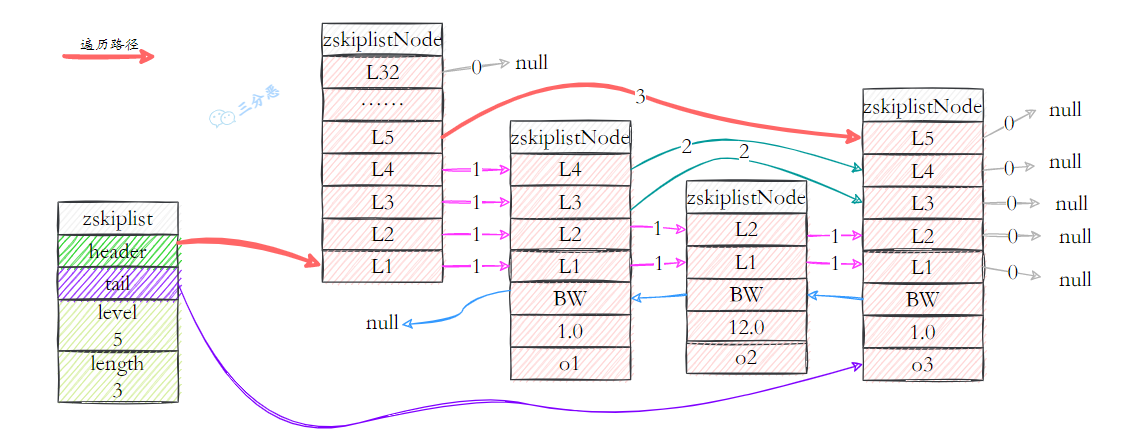 遍历路径
三分恶
zskiplist
header
tail
level
5
length
3
zskiplistNode
L32
0
null
……
L5
3
L4
1
L3
1
L2
1
L1
1
null
zskiplistNode
L4
2
L3
2
L2
1
L1
1
BW
1.0
o1
zskiplistNode
L2
1
L1
1
BW
12.0
o2
zskiplistNode
L5
0
null
L4
0
null
L3
0
null
L2
0
null
L1
0
null
BW
1.0
o3